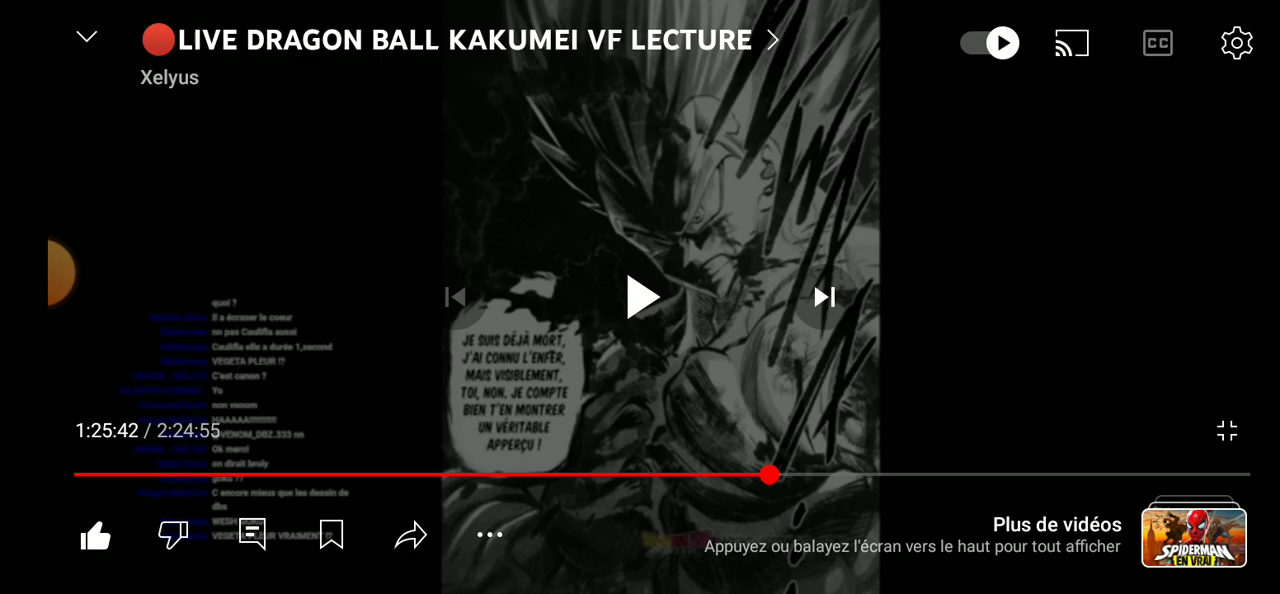 LIVE DRAGON BALL KAKUMEI VF LECTURE
Xelyus
CC
quoi ?
Il a écraser le coeur
nn pas Caulifla aussi
Caulifla elle a durée 1,second
VEGETA PLEUR !?
C'est canon ?
Yo
non venom
HAAAAA!!!!!!!!!!!
VENOM_DBZ.333 nn
Ok merci
on dirait broly
goku ??
C encore mieux que les dessin de
dbs
JE SUIS DÉJÀ MORT,
J'AI CONNU L'ENFER,
MAIS VISIBLEMENT,
TOI, NON. JE COMPTE
BIEN T'EN MONTRER
UN VÉRITABLE
APPERÇU !
1:25:42 / 2:24:55
Plus de vidéos
Appuyez ou balayez l'écran vers le haut pour tout afficher
SPIDERMAN
EN VRAI